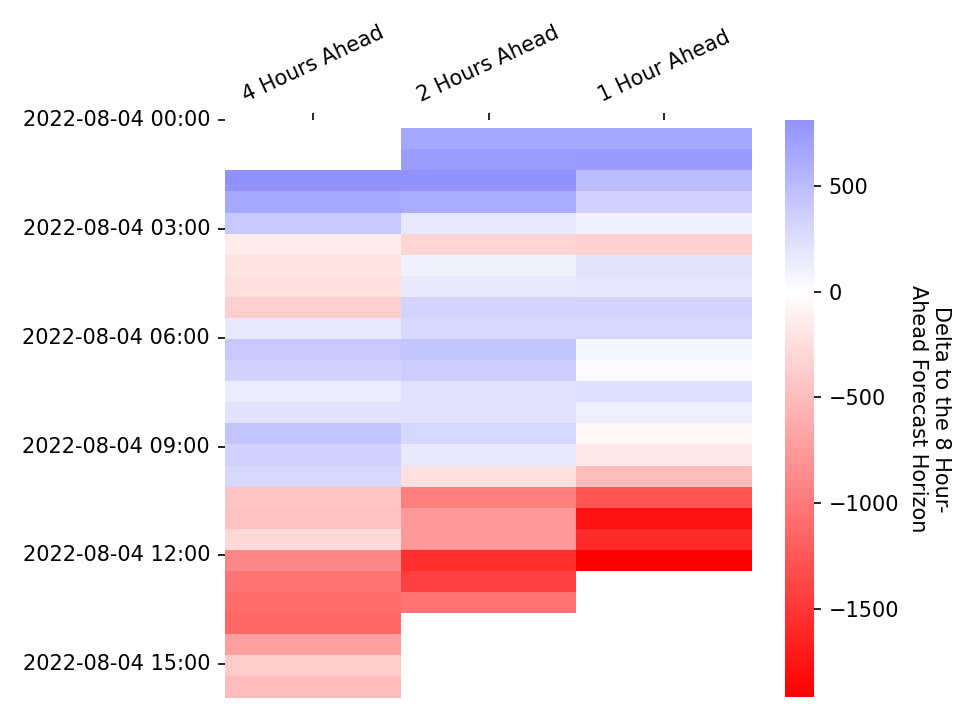 4 Hours Ahead
2 Hours Ahead
1 Hour Ahead
2022-08-04 00:00
2022-08-04 03:00
2022-08-04 06:00
2022-08-04 09:00
2022-08-04 12:00
2022-08-04 15:00
500
0
−500
−1000
−1500
Delta to the 8 Hour-
Ahead Forecast Horizon